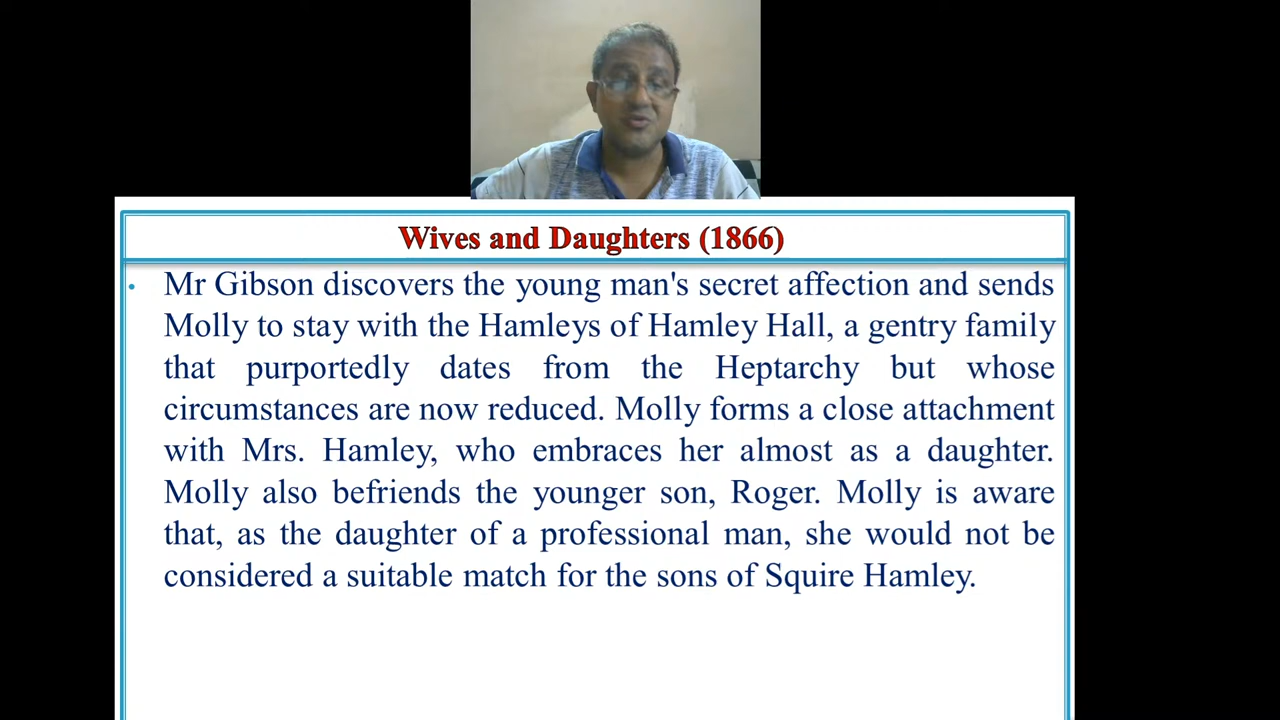 Wives and Daughters (1866)
• Mr Gibson discovers the young man's secret affection and sends
Molly to stay with the Hamleys of Hamley Hall, a gentry family
that purportedly dates from the Heptarchy but whose
circumstances are now reduced. Molly forms a close attachment
with Mrs. Hamley, who embraces her almost as a daughter.
Molly also befriends the younger son, Roger. Molly is aware
that, as the daughter of a professional man, she would not be
considered a suitable match for the sons of Squire Hamley.